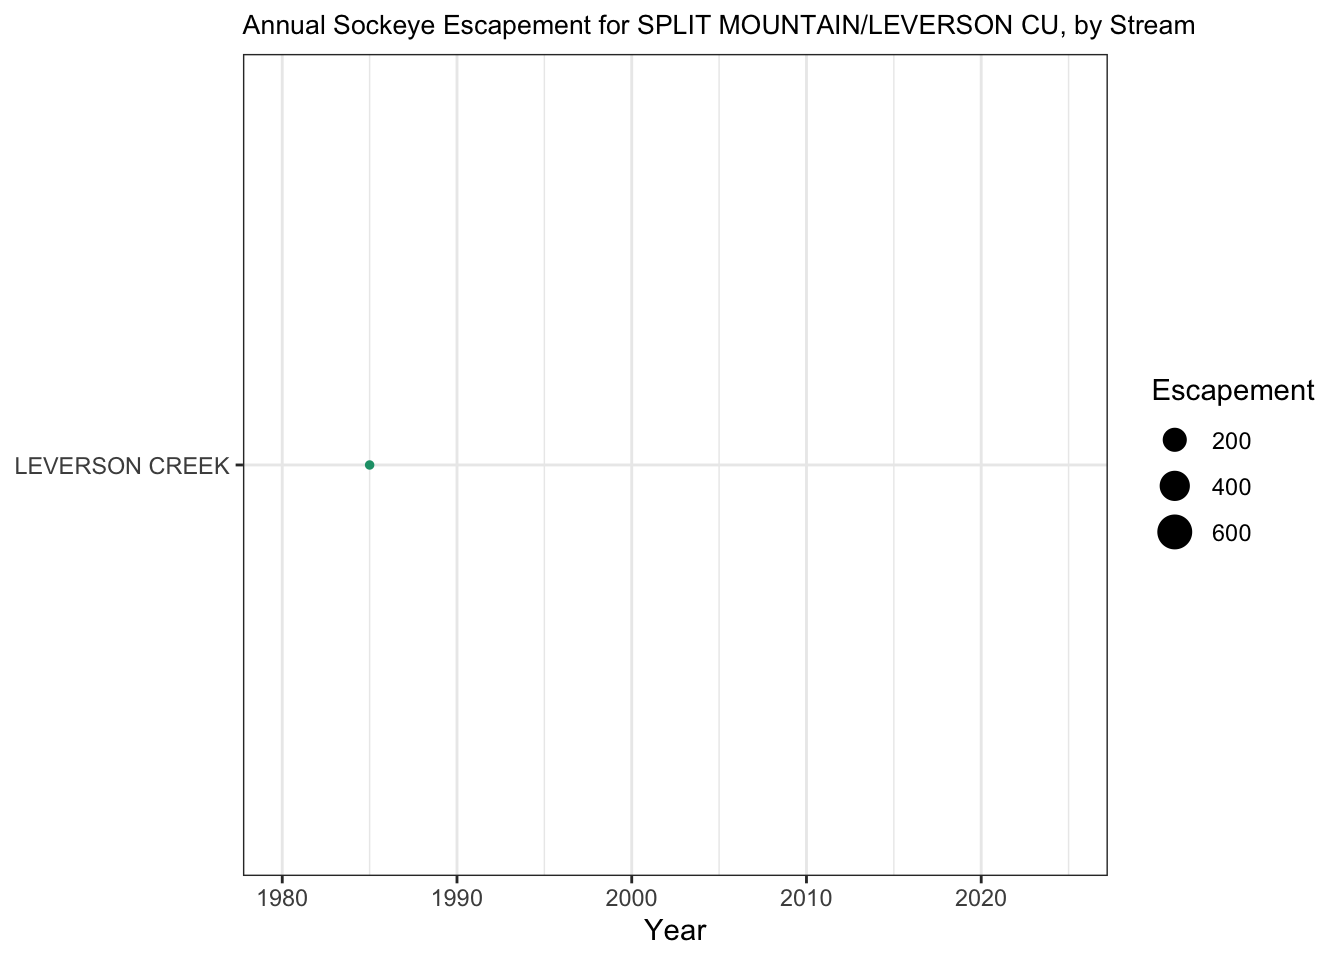 Annual Sockeye Escapement for SPLIT MOUNTAIN/LEVERSON CU, by Stream
Escapement
200
400
600
LEVERSON CREEK
1980 1990 2000 2010 2020
Year